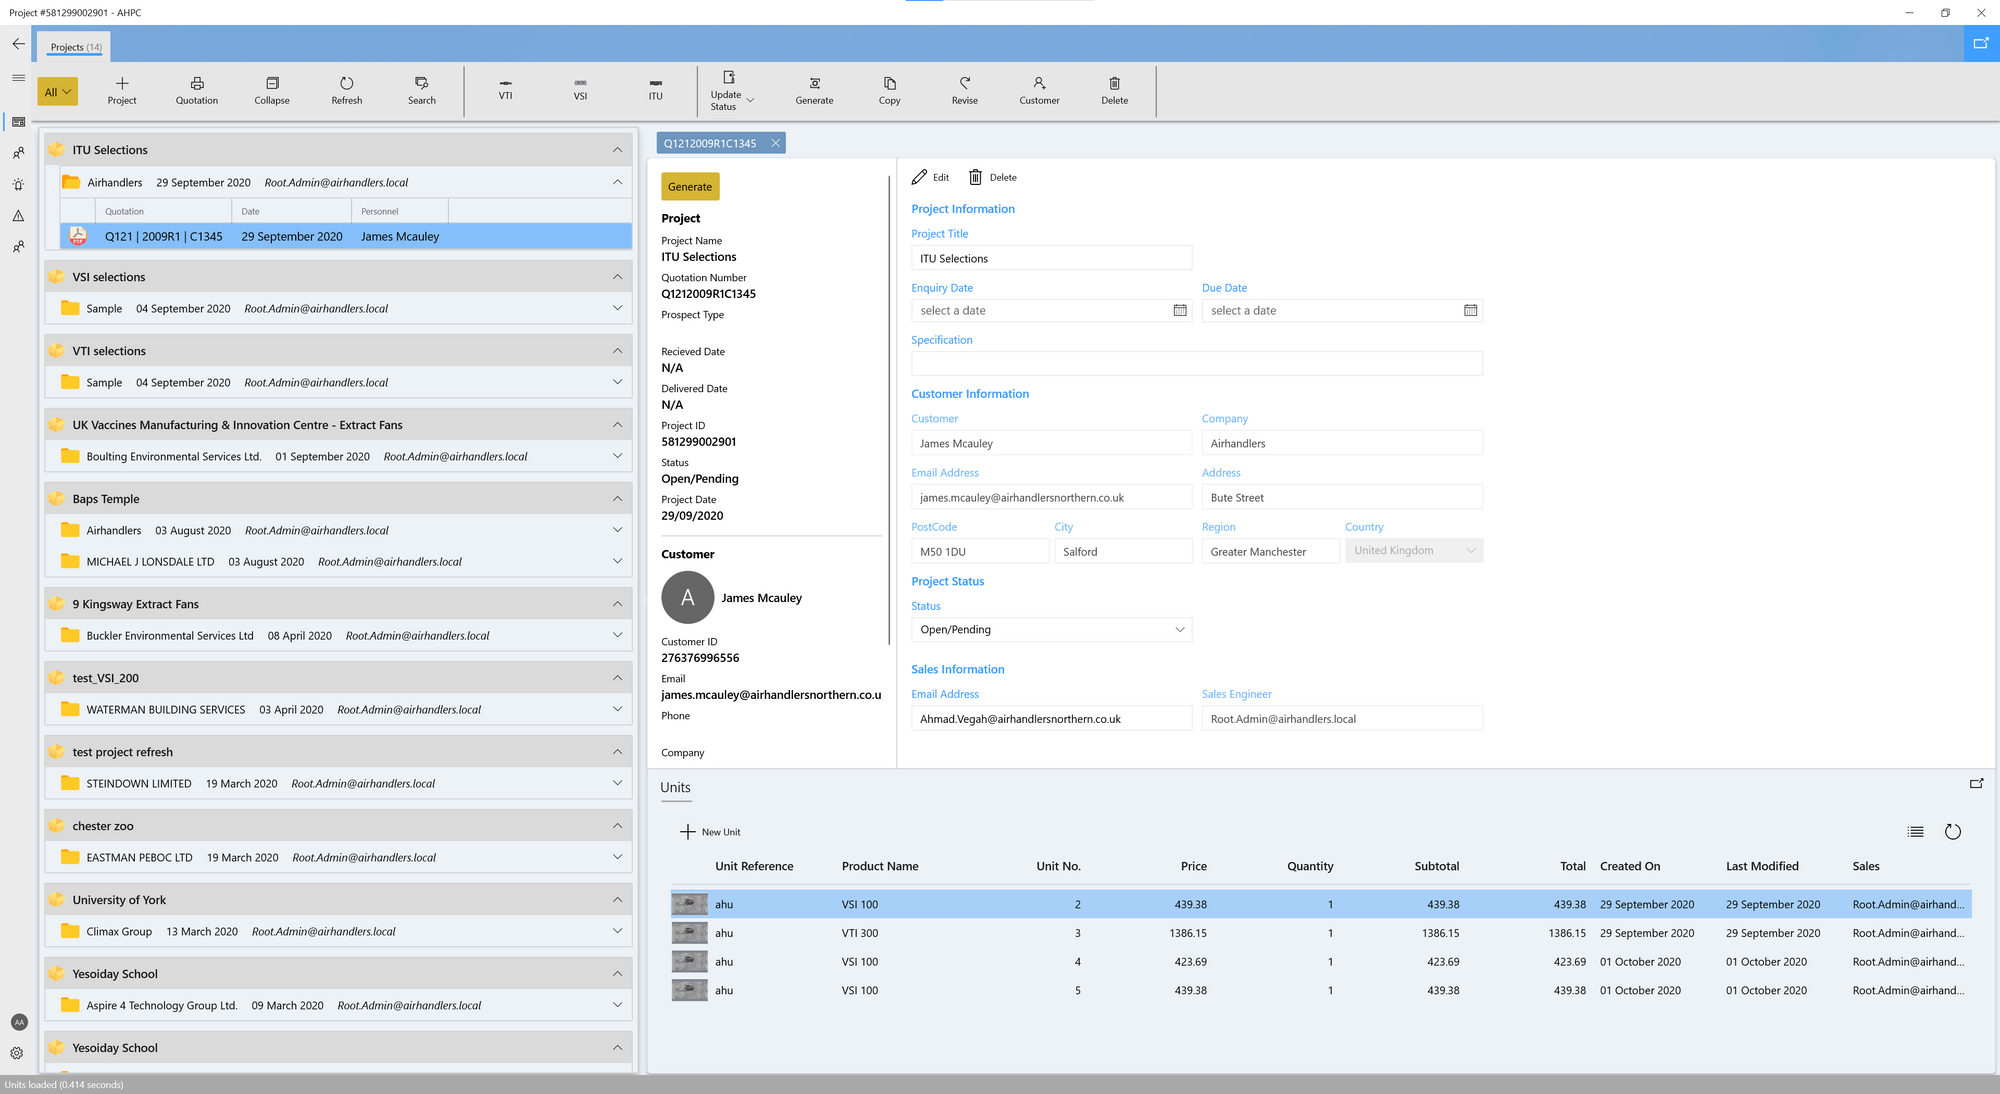 Project #581299002901 - AHPC
Projects (14)
All
Project
Quotation
Collapse
Refresh
Search
VTI
VSI
ITU
Update
Status
Generate
Copy
Revise
Customer
Delete
ITU Selections
Airhandlers 29 September 2020 Root.Admin@airhandlers.local
Quotation Date Personnel
Q121 | 2009R1 | C1345 29 September 2020 James Mcauley
VSI selections
Sample 04 September 2020 Root.Admin@airhandlers.local
VTI selections
Sample 04 September 2020 Root.Admin@airhandlers.local
UK Vaccines Manufacturing & Innovation Centre - Extract Fans
Boulting Environmental Services Ltd. 01 September 2020 Root.Admin@airhandlers.local
Baps Temple
Airhandlers 03 August 2020 Root.Admin@airhandlers.local
MICHAEL J LONSDALE LTD 03 August 2020 Root.Admin@airhandlers.local
9 Kingsway Extract Fans
Buckler Environmental Services Ltd 08 April 2020 Root.Admin@airhandlers.local
test_VSI_200
WATERMAN BUILDING SERVICES 03 April 2020 Root.Admin@airhandlers.local
test project refresh
STEINDOWN LIMITED 19 March 2020 Root.Admin@airhandlers.local
chester zoo
EASTMAN PEBOC LTD 19 March 2020 Root.Admin@airhandlers.local
University of York
Climax Group 13 March 2020 Root.Admin@airhandlers.local
Yesoiday School
Aspire 4 Technology Group Ltd. 09 March 2020 Root.Admin@airhandlers.local
Yesoiday School
AA
Q1212009R1C1345
Generate
Project
Project Name
ITU Selections
Quotation Number
Q1212009R1C1345
Prospect Type
Recieved Date
N/A
Delivered Date
N/A
Project ID
581299002901
Status
Open/Pending
Project Date
29/09/2020
Customer
A
James Mcauley
Customer ID
276376996556
Email
james.mcauley@airhandlersnorthern.co.u
Phone
Company
Edit
Delete
Project Information
Project Title
ITU Selections
Enquiry Date Due Date
select a date select a date
Specification
Customer Information
Customer Company
James Mcauley Airhandlers
Email Address Address
james.mcauley@airhandlersnorthern.co.uk Bute Street
PostCode City Region Country
M50 1DU Salford Greater Manchester United Kingdom
Project Status
Status
Open/Pending
Sales Information
Email Address Sales Engineer
Ahmad.Vegah@airhandlersnorthern.co.uk Root.Admin@airhandlers.local
Units
New Unit
Unit Reference Product Name Unit No. Price Quantity Subtotal Total Created On Last Modified Sales
ahu VSI 100 2 439.38 1 439.38 439.38 29 September 2020 29 September 2020 Root.Admin@airhand...
ahu VTI 300 3 1386.15 1 1386.15 1386.15 29 September 2020 29 September 2020 Root.Admin@airhand...
ahu VSI 100 4 423.69 1 423.69 423.69 01 October 2020 01 October 2020 Root.Admin@airhand...
ahu VSI 100 5 439.38 1 439.38 439.38 01 October 2020 01 October 2020 Root.Admin@airhand...
Units loaded (0.414 seconds)